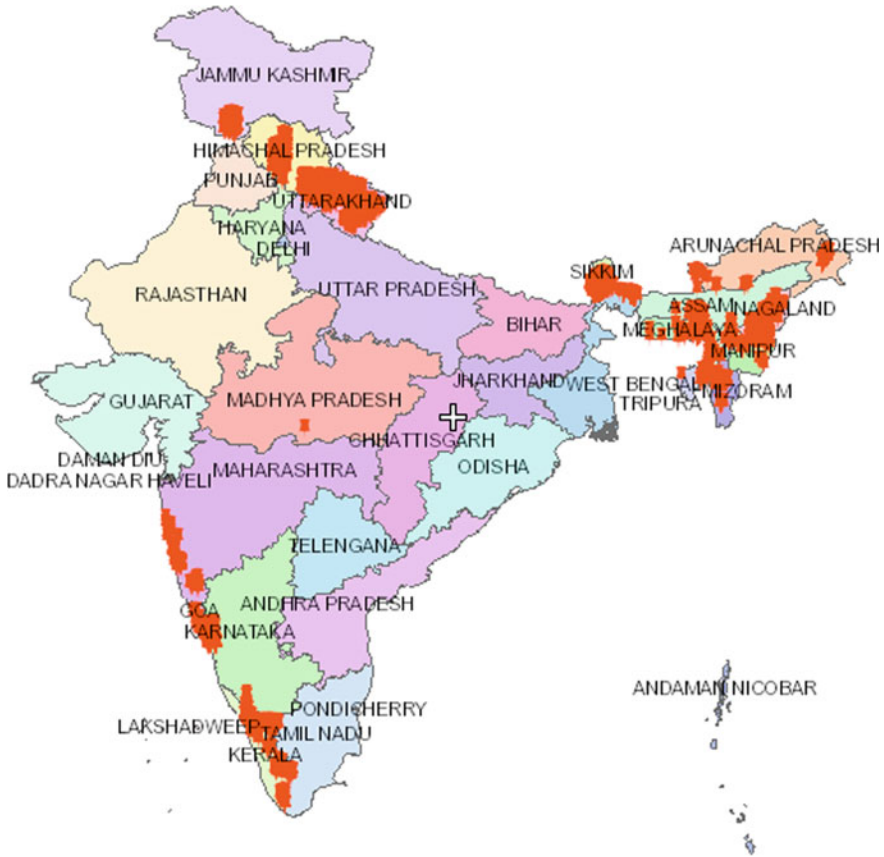 JAMMU KASHMIR
HIMACHAL PRADESH
PUNJAB
UTTARAKHAND
HARYANA
DELHI
ARUNACHAL PRADESH
SIKKIM
RAJASTHAN
UTTAR PRADESH
ASSAM
NAGALAND
BIHAR
MEGHALAYA
MANIPUR
JHARKHAND
WEST BENGAL
MIZORAM
TRIPURA
GUJARAT
MADHYA PRADESH
CHHATTISGARH
DAMAN DIU
MAHARASHTRA
ODISHA
DADRA NAGAR HAVELI
TELENGANA
ANDHRA PRADESH
GOA
KARNATAKA
ANDAMAN NICOBAR
PONDICHERRY
LAKSHADWEEP
TAMIL NADU
KERALA